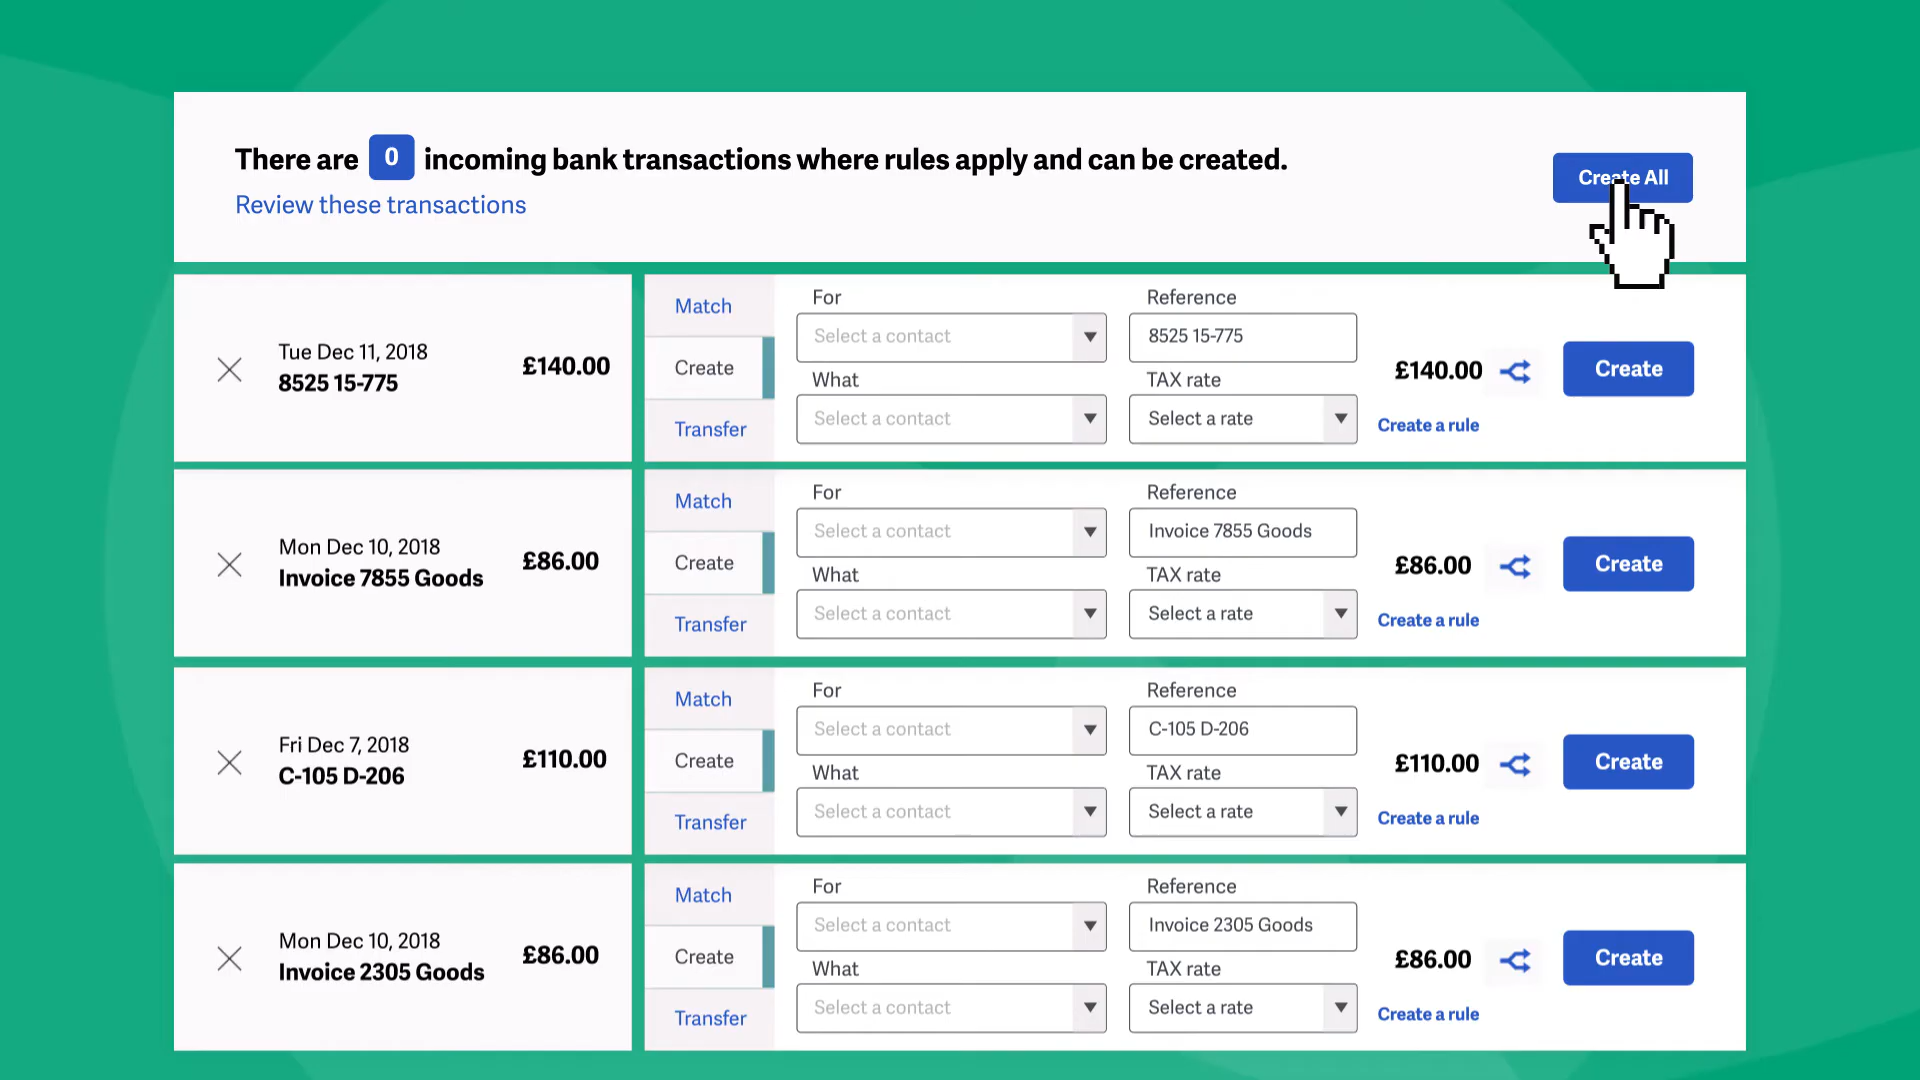 There are 0 incoming bank transactions where rules apply and can be created.
Review these transactions
Create All
Tue Dec 11, 2018
8525 15-775
£140.00
Match
Create
Transfer
For
Select a contact
What
Select a contact
Reference
8525 15-775
TAX rate
Select a rate
£140.00
Create a rule
Create
Mon Dec 10, 2018
Invoice 7855 Goods
£86.00
Match
Create
Transfer
For
Select a contact
What
Select a contact
Reference
Invoice 7855 Goods
TAX rate
Select a rate
£86.00
Create a rule
Create
Fri Dec 7, 2018
C-105 D-206
£110.00
Match
Create
Transfer
For
Select a contact
What
Select a contact
Reference
C-105 D-206
TAX rate
Select a rate
£110.00
Create a rule
Create
Mon Dec 10, 2018
Invoice 2305 Goods
£86.00
Match
Create
Transfer
For
Select a contact
What
Select a contact
Reference
Invoice 2305 Goods
TAX rate
Select a rate
£86.00
Create a rule
Create